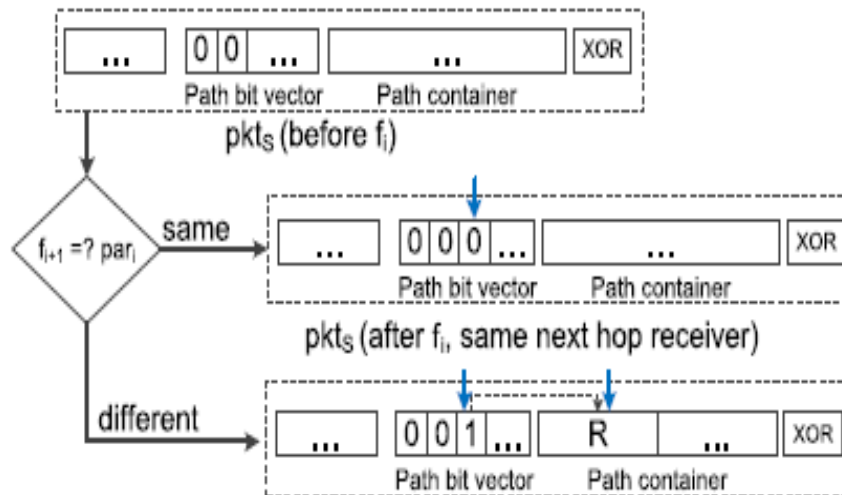 ... 0 0 ... ... XOR
Path bit vector Path container
pktS (before fi)
fi+1 =? pari
same
... 0 0 0 ... ... XOR
Path bit vector Path container
pktS (after fi, same next hop receiver)
different
... 0 0 1 ... R ... XOR
Path bit vector Path container